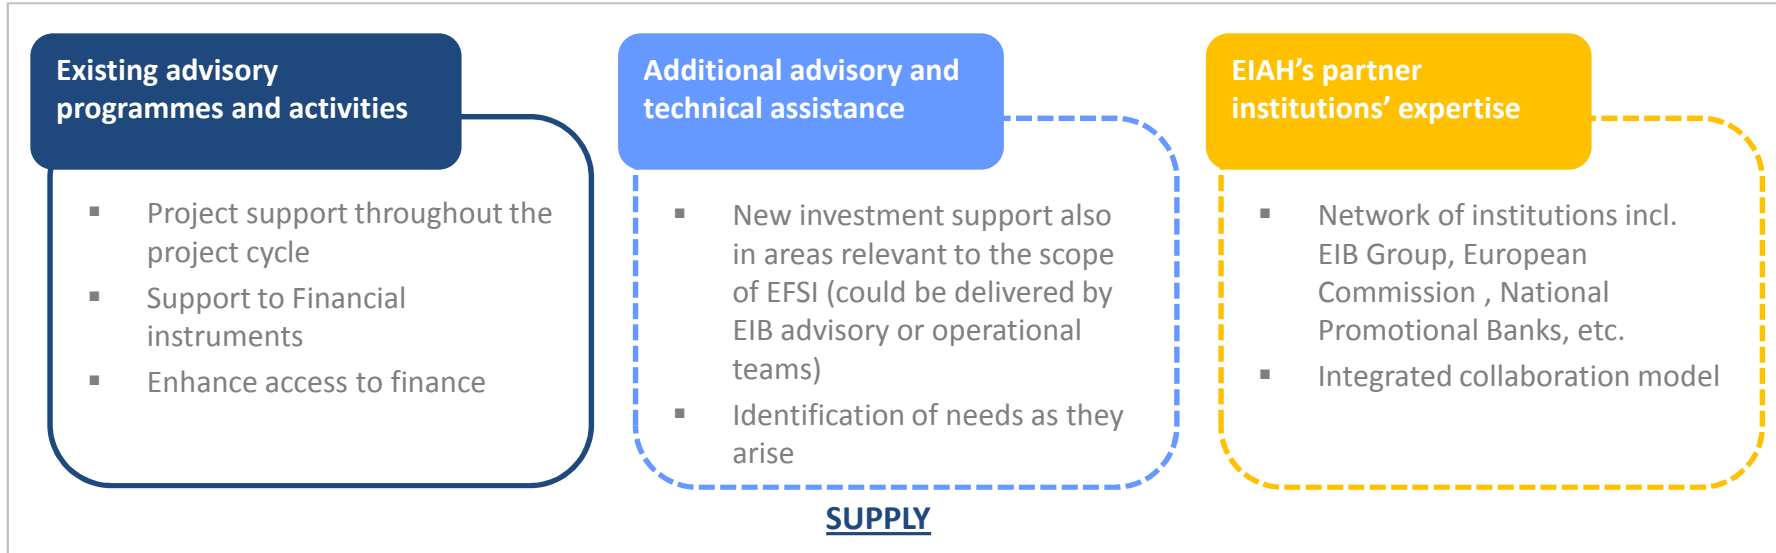 Existing advisory
programmes and activities
▪ Project support throughout the
project cycle
▪ Support to Financial
instruments
▪ Enhance access to finance
Additional advisory and
technical assistance
▪ New investment support also
in areas relevant to the scope
of EFSI (could be delivered by
EIB advisory or operational
teams)
▪ Identification of needs as they
arise
EIAH’s partner
institutions’ expertise
▪ Network of institutions incl.
EIB Group, European
Commission , National
Promotional Banks, etc.
▪ Integrated collaboration model
SUPPLY